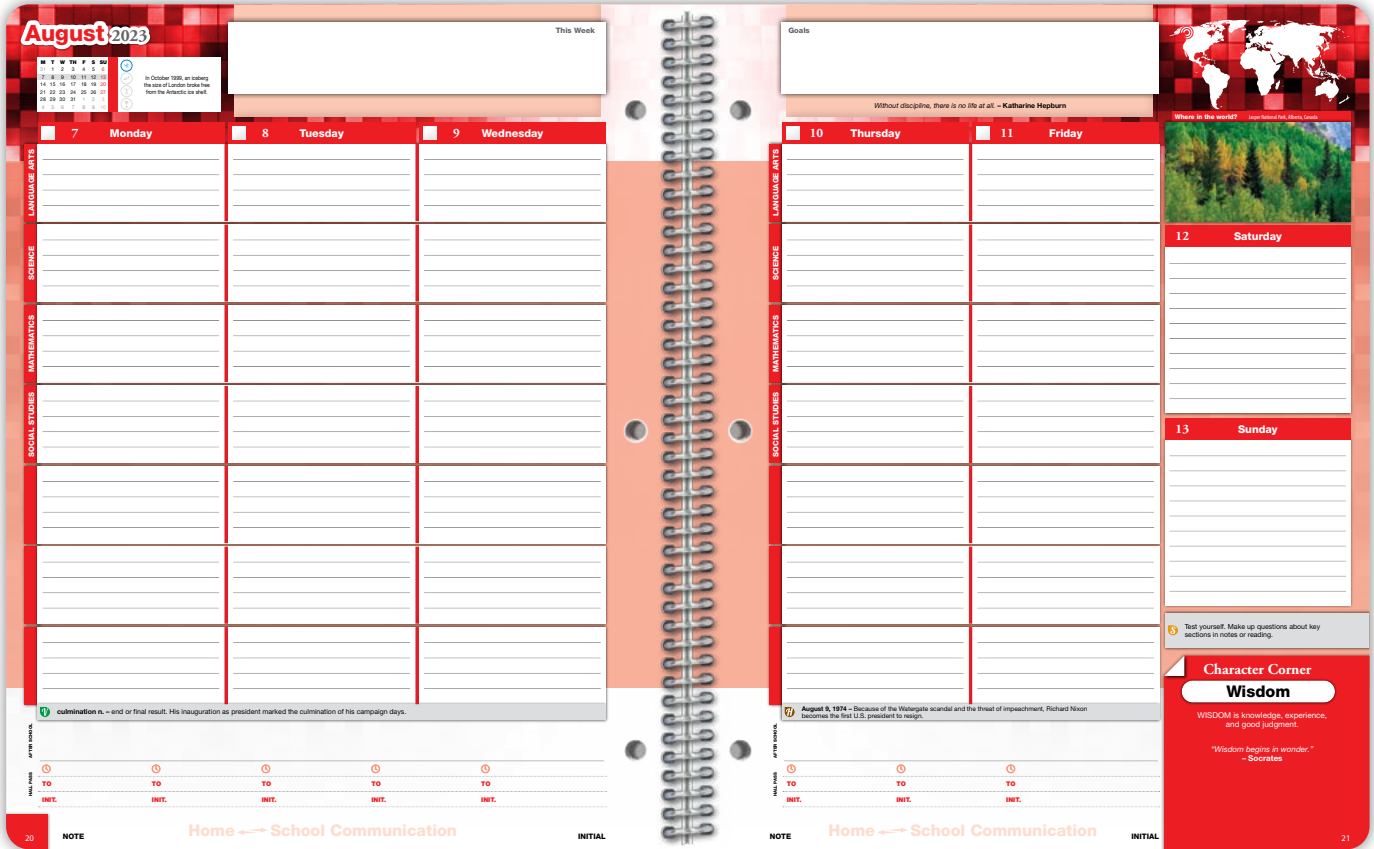 August 2023
M T W T F S SU
31 1 2 3 4 5 6
7 8 9 10 11 12 13
14 15 16 17 18 19 20
21 22 23 24 25 26 27
28 29 30 31 1 2 3
4 5 6 7 8 9 10
In October 1999, an iceberg
the size of London broke free
from the Antarctic ice shelf.
This Week
7 Monday
8 Tuesday
9 Wednesday
LANGUAGE ARTS
SCIENCE
MATHEMATICS
SOCIAL STUDIES
culmination n. – end or final result. His inauguration as president marked the culmination of his campaign days.
AFTER SCHOOL
HALL PASS
TO TO TO TO TO
INIT. INIT. INIT. INIT. INIT.
20
NOTE
Home School Communication
INITIAL
Goals
Without discipline, there is no life at all. – Katharine Hepburn
Where in the world? Jasper National Park, Alberta, Canada
10 Thursday
11 Friday
LANGUAGE ARTS
SCIENCE
MATHEMATICS
SOCIAL STUDIES
12 Saturday
13 Sunday
Test yourself. Make up questions about key
sections in notes or reading.
Character Corner
Wisdom
WISDOM is knowledge, experience,
and good judgment.
"Wisdom begins in wonder."
– Socrates
August 9, 1974 – Because of the Watergate scandal and the threat of impeachment, Richard Nixon
becomes the first U.S. president to resign.
AFTER SCHOOL
HALL PASS
TO TO TO
INIT. INIT. INIT.
NOTE
Home School Communication
INITIAL
21